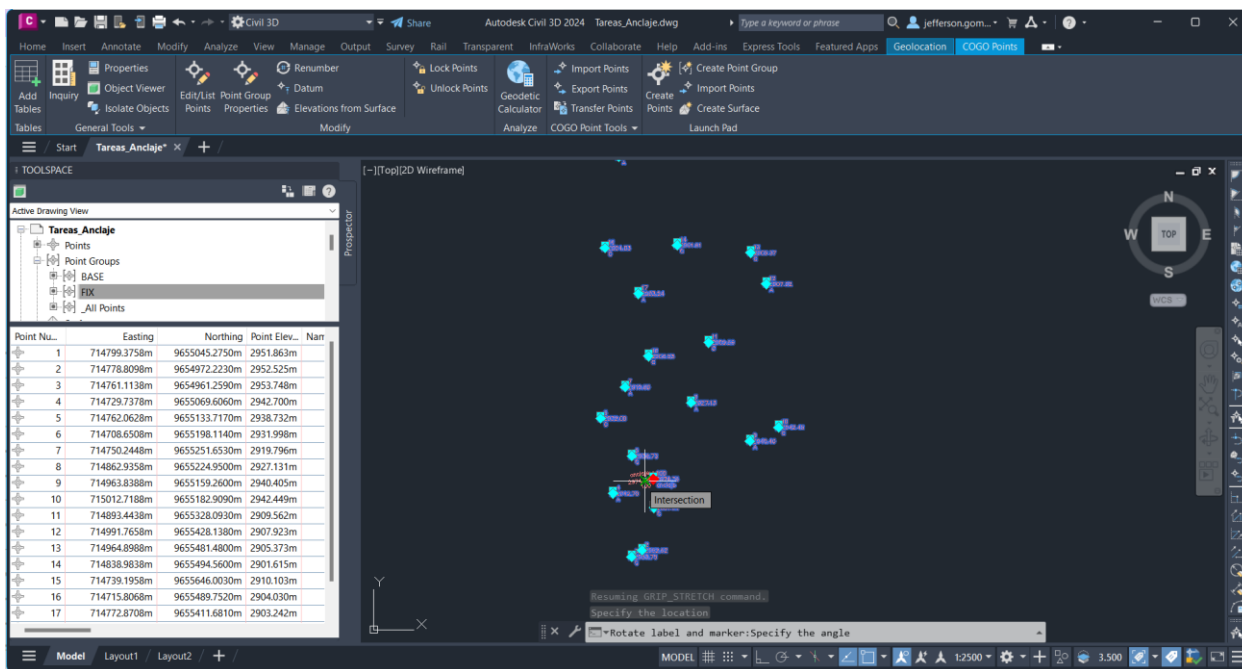 C
Civil 3D
Share
Autodesk Civil 3D 2024 Tareas_Anclaje.dwg
Type a keyword or phrase
jefferson.gom...
Home Insert Annotate Modify Analyze View Manage Output Survey Rail Transparent InfraWorks Collaborate Help Add-ins Express Tools Featured Apps Geolocation COGO Points
Add Tables
Inquiry
Properties
Object Viewer
Isolate Objects
Edit/List Points
Point Group Properties
Renumber
Datum
Elevations from Surface
Lock Points
Unlock Points
Geodetic Calculator
Import Points
Export Points
Transfer Points
Create Points
Create Point Group
Import Points
Create Surface
Tables General Tools Modify Analyze COGO Point Tools Launch Pad
Start Tareas_Anclaje*
TOOLSPACE
Active Drawing View
Prospector
Tareas_Anclaje
Points
Point Groups
BASE
FIX
_All Points
Point Nu... Easting Northing Point Elev... Nam
1 714799.3758m 9655045.2750m 2951.863m
2 714778.8098m 9654972.2230m 2952.525m
3 714761.1138m 9654961.2590m 2953.748m
4 714729.7378m 9655069.6060m 2942.700m
5 714762.0628m 9655133.7170m 2938.732m
6 714708.6508m 9655198.1140m 2931.998m
7 714750.2448m 9655251.6530m 2919.796m
8 714862.9358m 9655224.9500m 2927.131m
9 714963.8388m 9655159.2600m 2940.405m
10 715012.7188m 9655182.9090m 2942.449m
11 714893.4438m 9655328.0930m 2909.562m
12 714991.7658m 9655428.1380m 2907.923m
13 714964.8988m 9655481.4800m 2905.373m
14 714838.9838m 9655494.5600m 2901.615m
15 714739.1958m 9655646.0030m 2910.103m
16 714715.8068m 9655489.7520m 2904.030m
17 714772.8708m 9655411.6810m 2903.242m
[−][Top][2D Wireframe]
N
W TOP E
S
WCS
Intersection
Y
X
Resuming GRIP_STRETCH command.
Specify the location
Rotate label and marker:Specify the angle
Model Layout1 Layout2
MODEL 1:2500 3.500